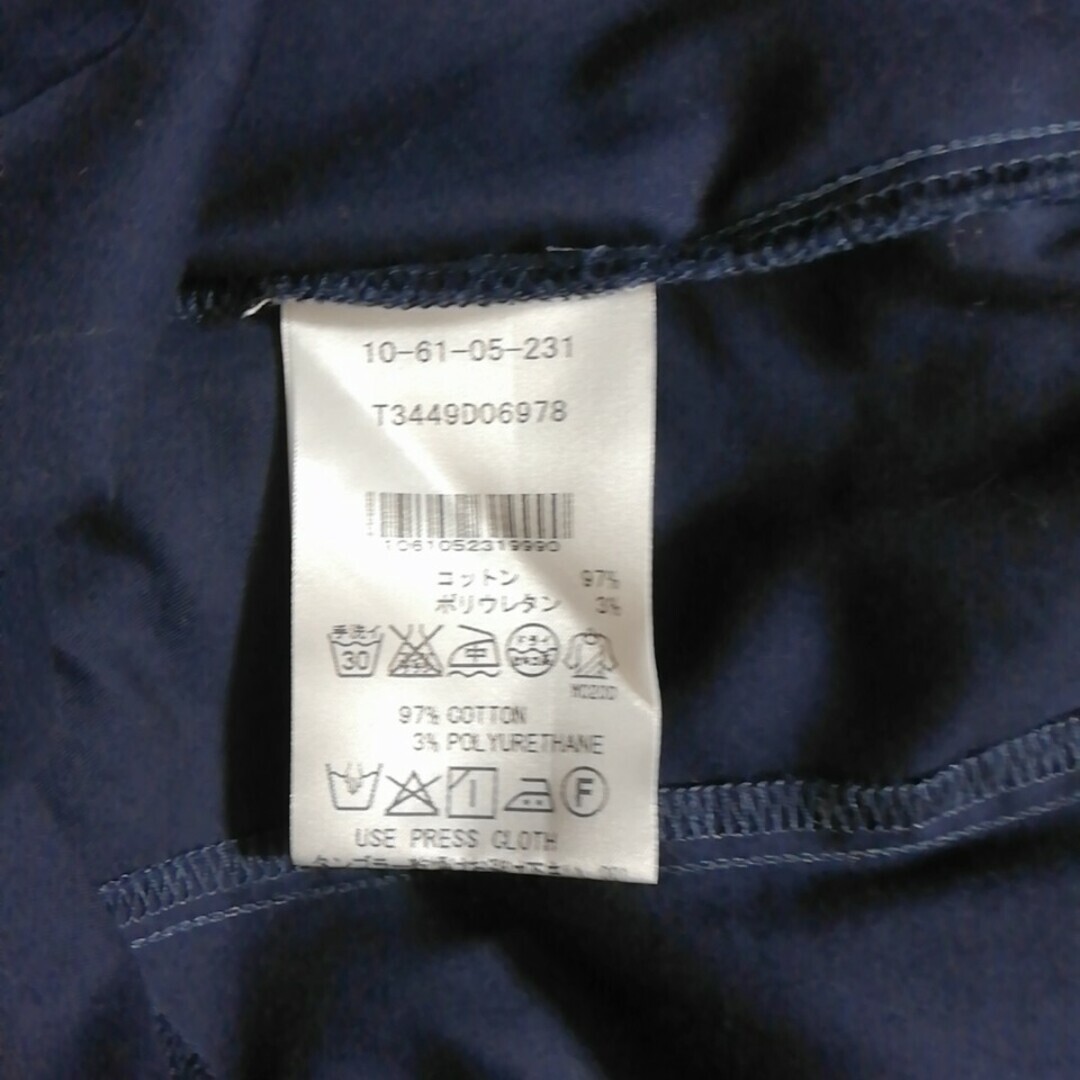 10-61-05-231
T3449D06978
1061052319990
コットン 97%
ポリウレタン 3%
手洗イ 30 中 ドライ
97% COTTON
3% POLYURETHANE
F
USE PRESS CLOTH